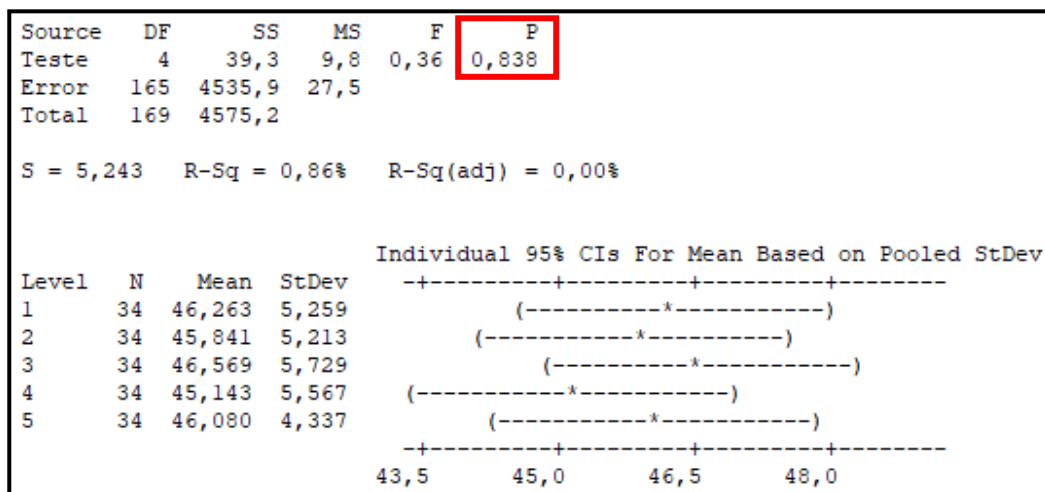 Source DF SS MS F P
Teste 4 39,3 9,8 0,36 0,838
Error 165 4535,9 27,5
Total 169 4575,2
S = 5,243 R-Sq = 0,86% R-Sq(adj) = 0,00%
Individual 95% CIs For Mean Based on Pooled StDev
Level N Mean StDev -+---------+---------+---------+--------
1 34 46,263 5,259 (-----------*-----------)
2 34 45,841 5,213 (-----------*----------)
3 34 46,569 5,729 (----------*-----------)
4 34 45,143 5,567 (-----------*-----------)
5 34 46,080 4,337 (-----------*-----------)
-+---------+---------+---------+--------
43,5 45,0 46,5 48,0